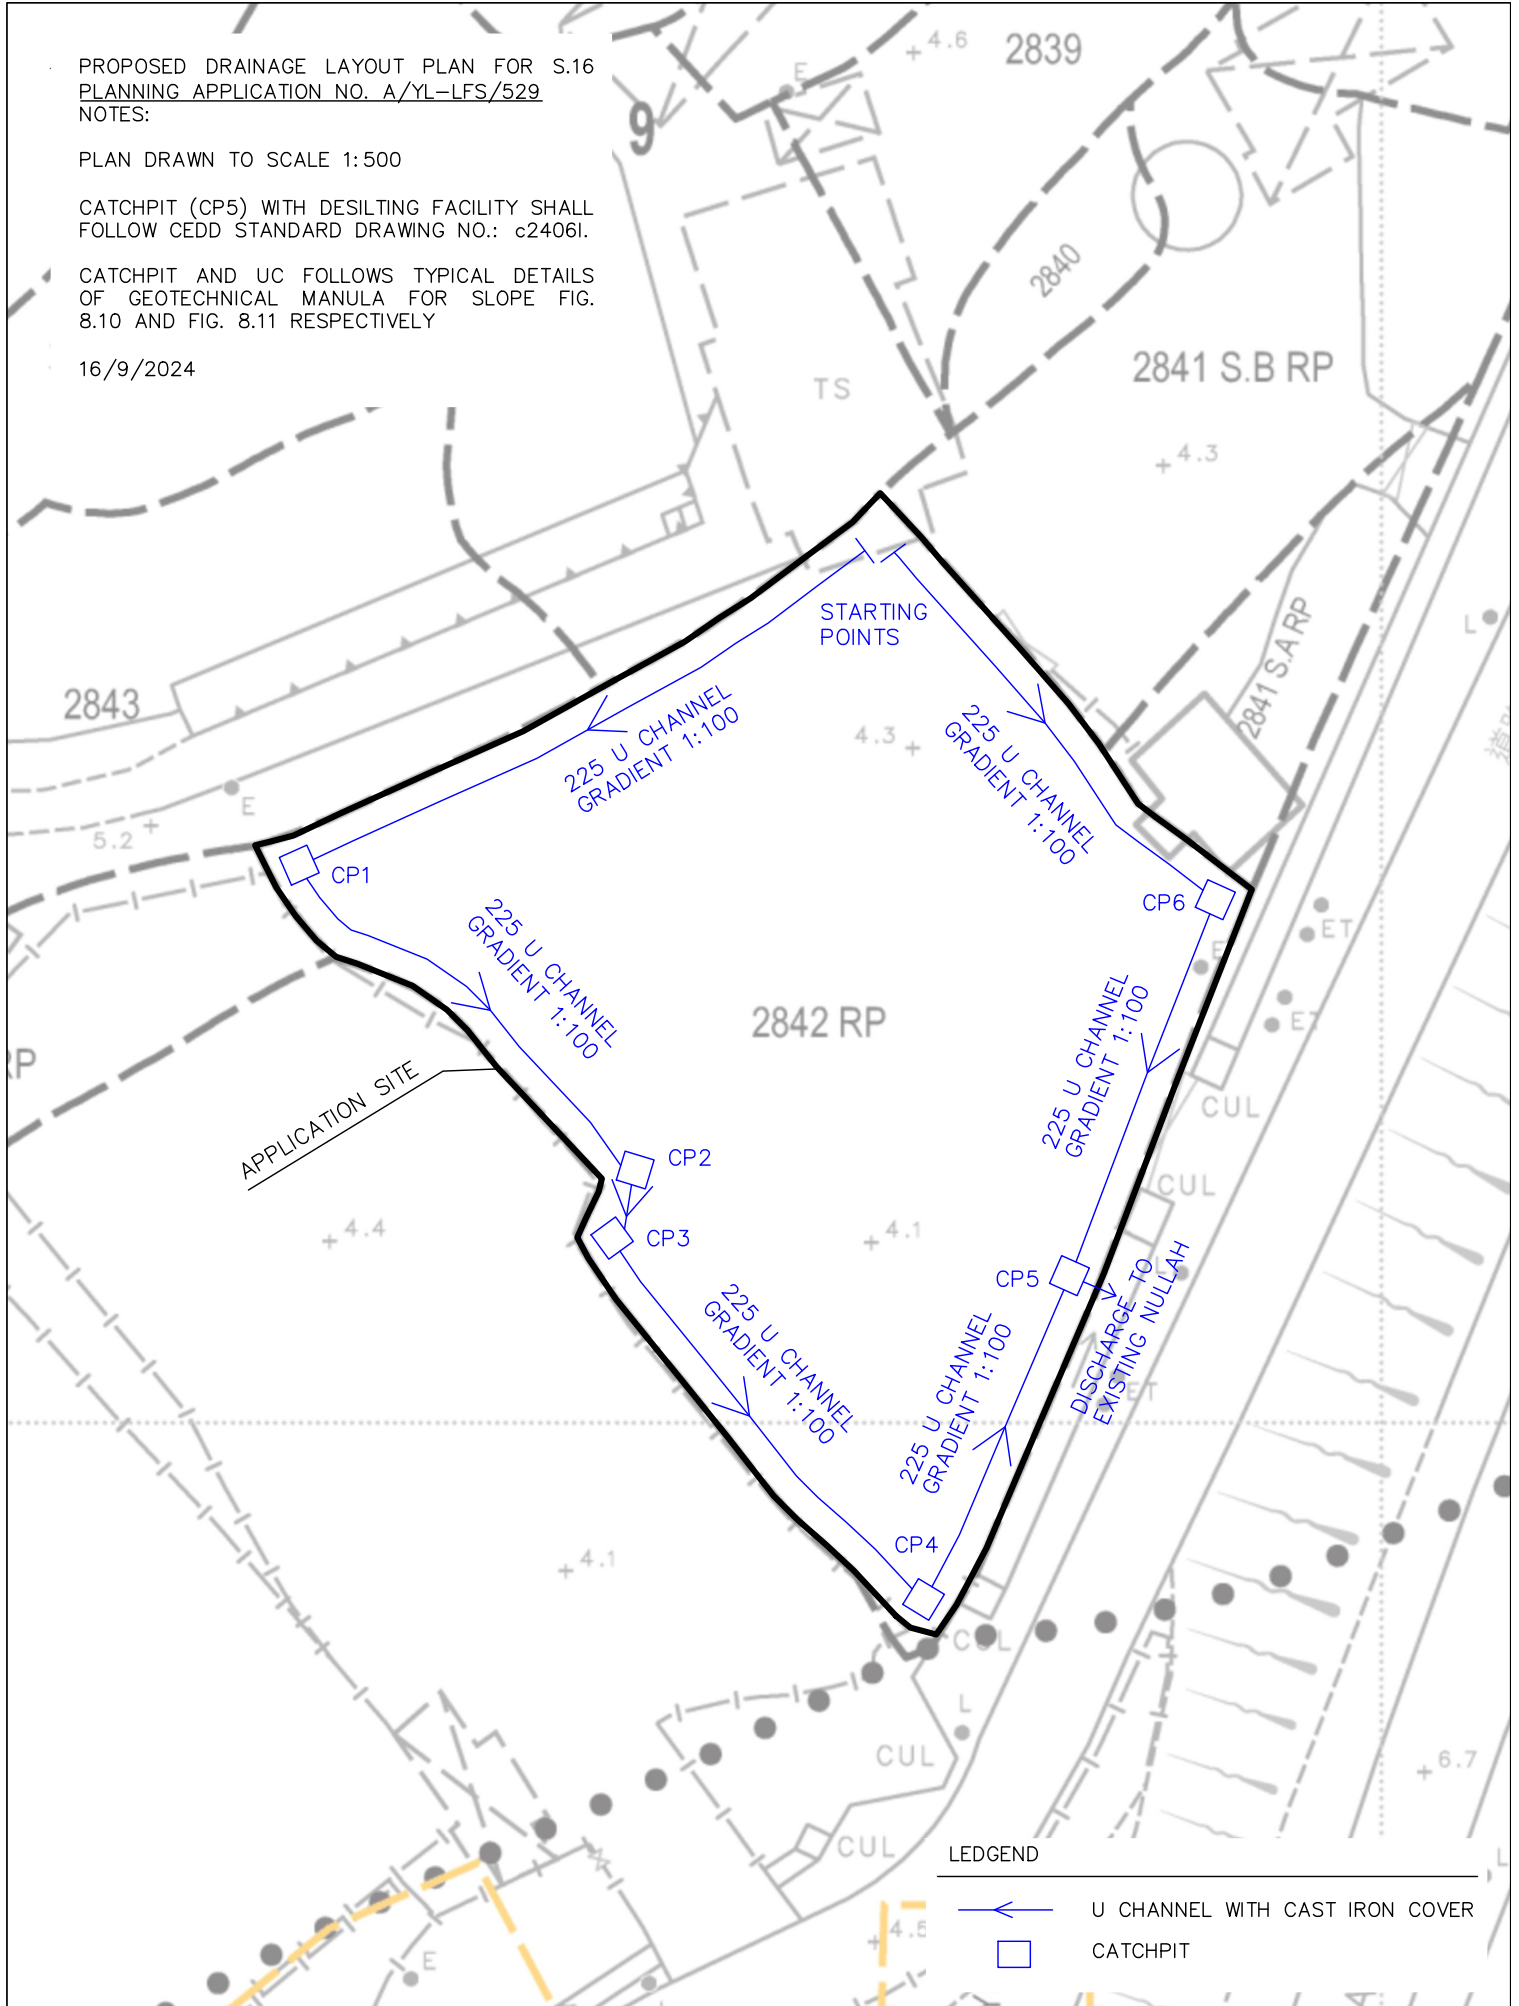 PROPOSED DRAINAGE LAYOUT PLAN FOR S.16
PLANNING APPLICATION NO. A/YL-LFS/529
NOTES:
PLAN DRAWN TO SCALE 1:500
CATCHPIT (CP5) WITH DESILTING FACILITY SHALL
FOLLOW CEDD STANDARD DRAWING NO.: c2406I.
CATCHPIT AND UC FOLLOWS TYPICAL DETAILS
OF GEOTECHNICAL MANULA FOR SLOPE FIG.
8.10 AND FIG. 8.11 RESPECTIVELY
16/9/2024
9
E
4.6
2839
2840
2841 S.B RP
TS
4.3
STARTING
POINTS
2841 S.A RP
L
2843
225 U CHANNEL
GRADIENT 1:100
4.3
225 U CHANNEL
GRADIENT 1:100
E
5.2
CP1
CP6
ET
E
225 U CHANNEL
GRADIENT 1:100
2842 RP
225 U CHANNEL
GRADIENT 1:100
ET
RP
APPLICATION SITE
CUL
CP2
CUL
4.4
CP3
4.1
CP5
L
DISCHARGE TO
EXISTING NULLAH
225 U CHANNEL
GRADIENT 1:100
225 U CHANNEL
GRADIENT 1:100
ET
CP4
4.1
CUL
L
CUL
6.7
CUL
LEDGEND
L
U CHANNEL WITH CAST IRON COVER
4.5
CATCHPIT
E